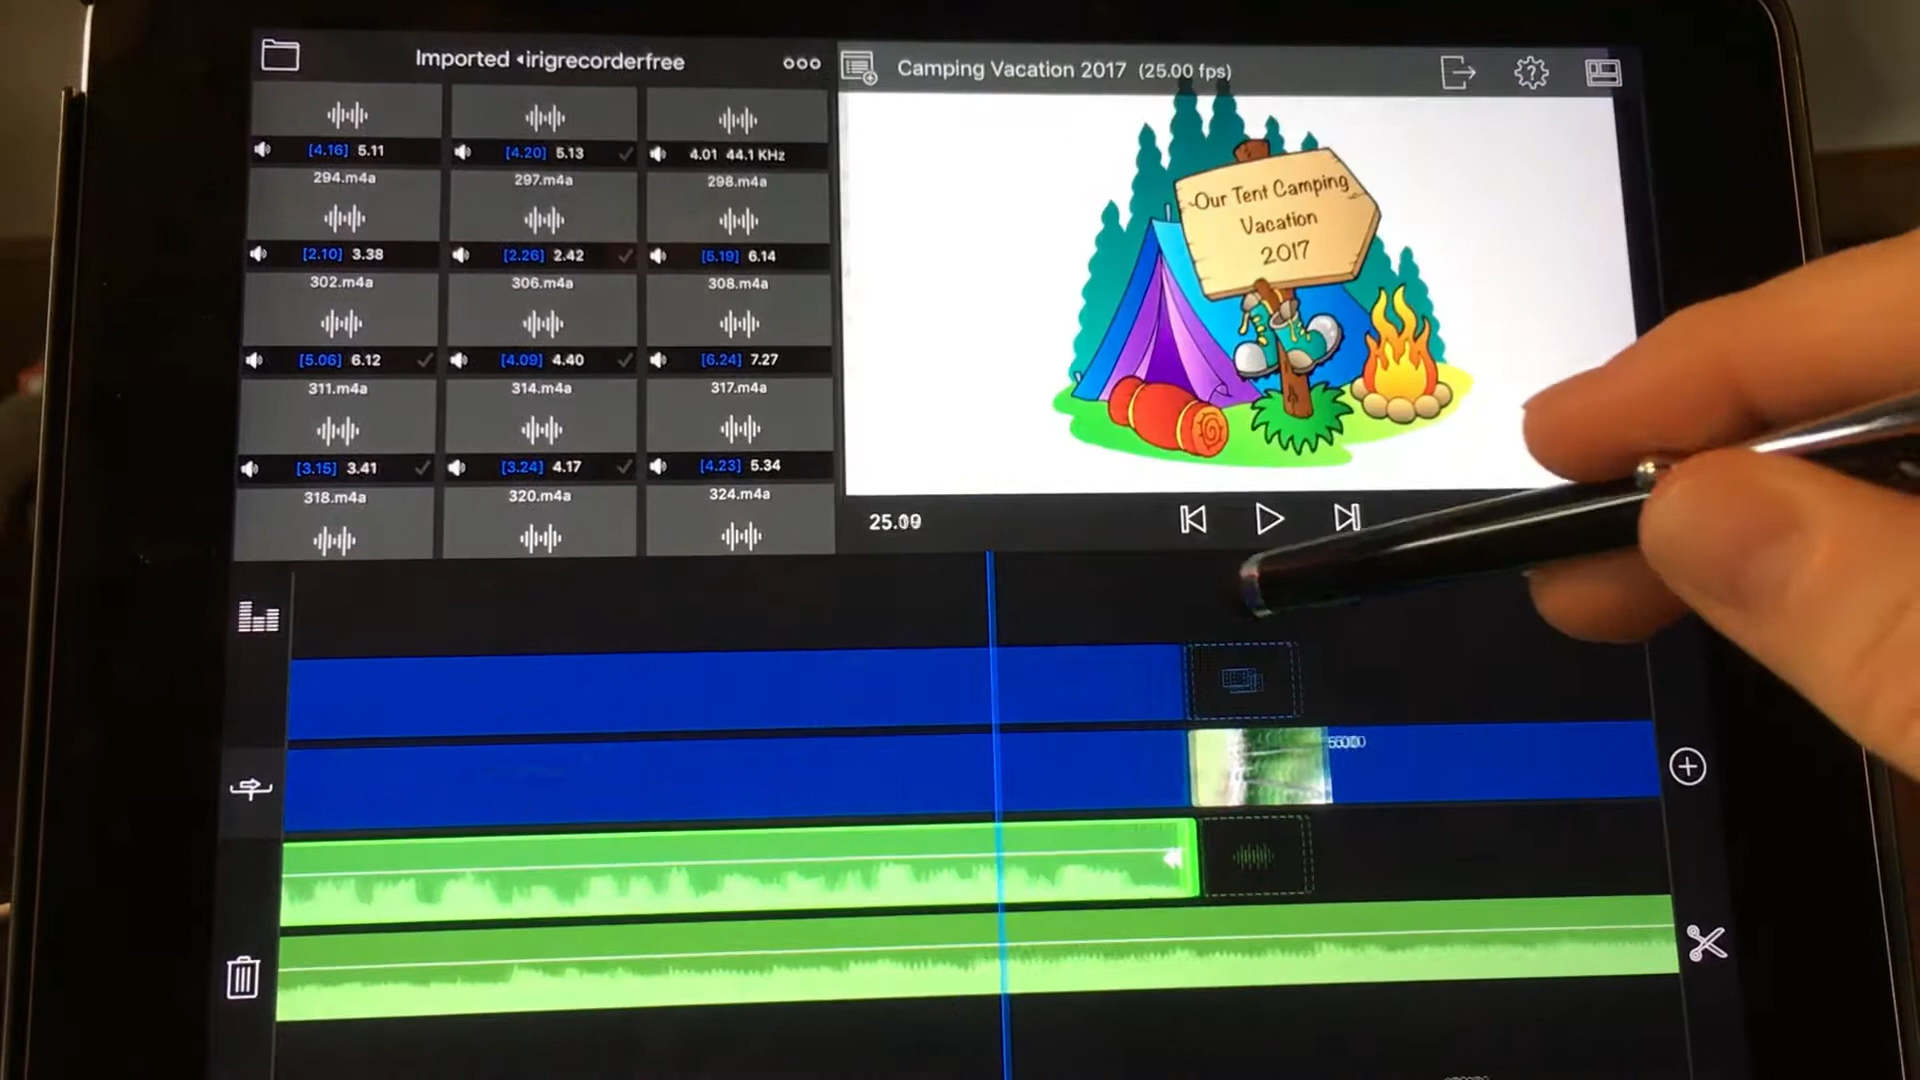 Imported ◂irigrecorderfree
ooo
Camping Vacation 2017 (25.00 fps)
[4.16] 5.11
[4.20] 5.13
4.01 44.1 KHz
294.m4a
297.m4a
298.m4a
[2.10] 3.38
[2.26] 2.42
[5.19] 6.14
302.m4a
306.m4a
308.m4a
[5.06] 6.12
[4.09] 4.40
[6.24] 7.27
311.m4a
314.m4a
317.m4a
[3.15] 3.41
[3.24] 4.17
[4.23] 5.34
318.m4a
320.m4a
324.m4a
Our Tent Camping
Vacation
2017